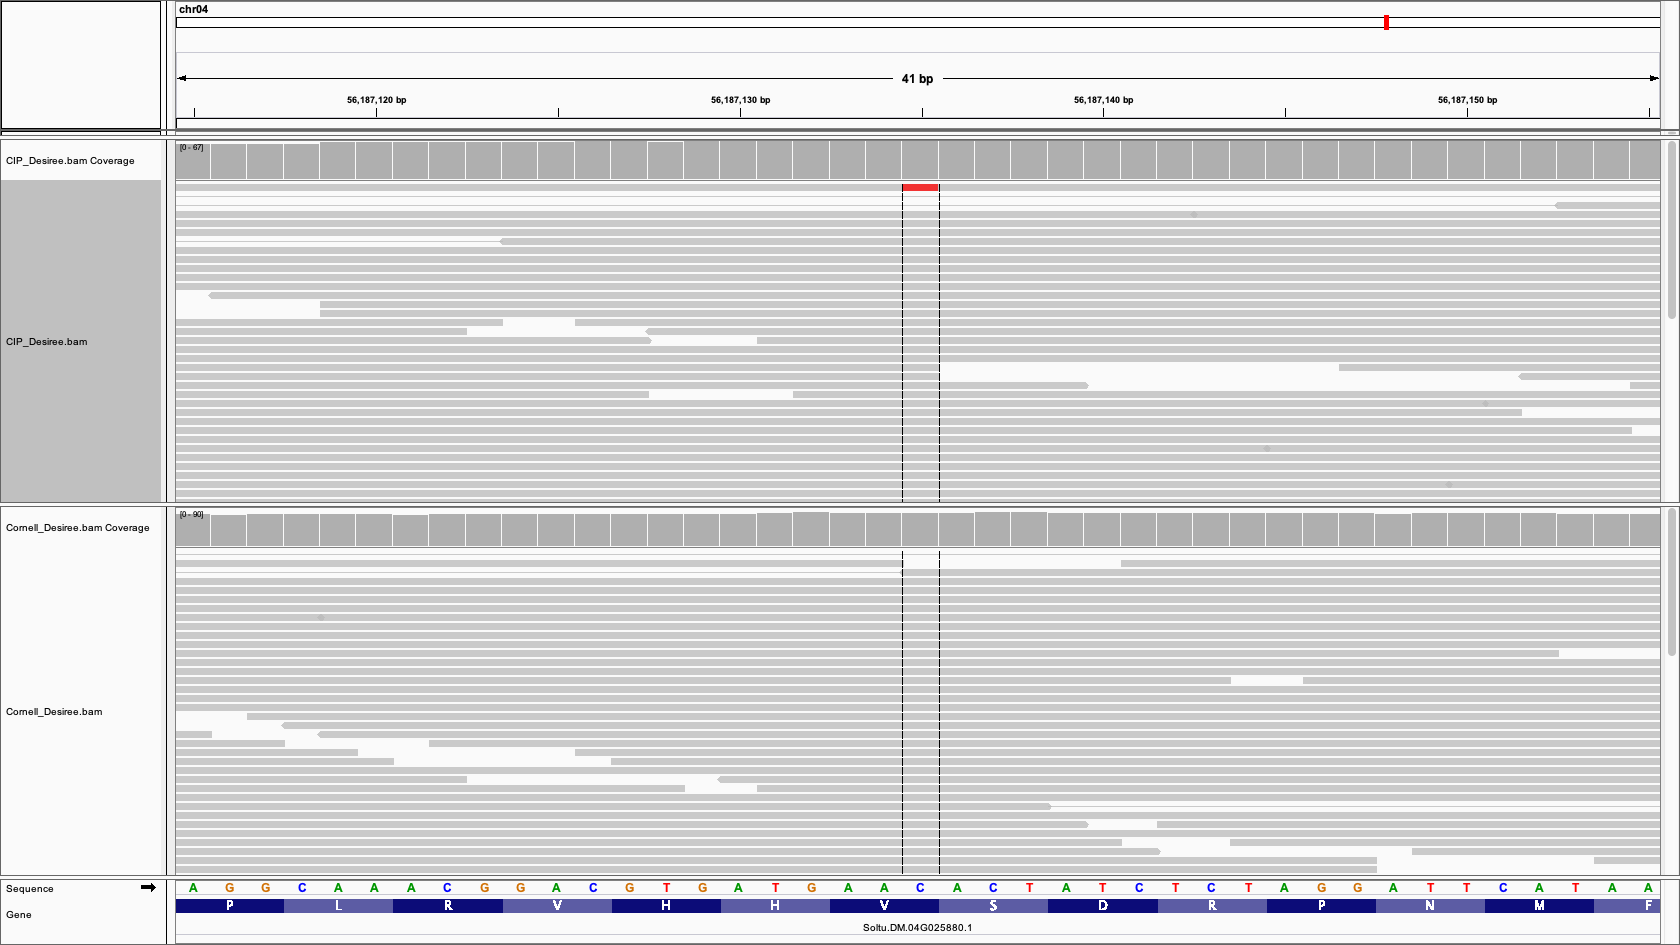 chr04
41 bp
56,187,120 bp 56,187,130 bp 56,187,140 bp 56,187,150 bp
CIP_Desiree.bam Coverage
[0 - 67]
CIP_Desiree.bam
Cornell_Desiree.bam Coverage
[0 - 90]
Cornell_Desiree.bam
Sequence
A G G C A A A C G G A C G T G A T G A A C A C T A T C T C T A G G A T T C A T A A
Gene
P L R V H H V S D R P N M F
Soltu.DM.04G025880.1